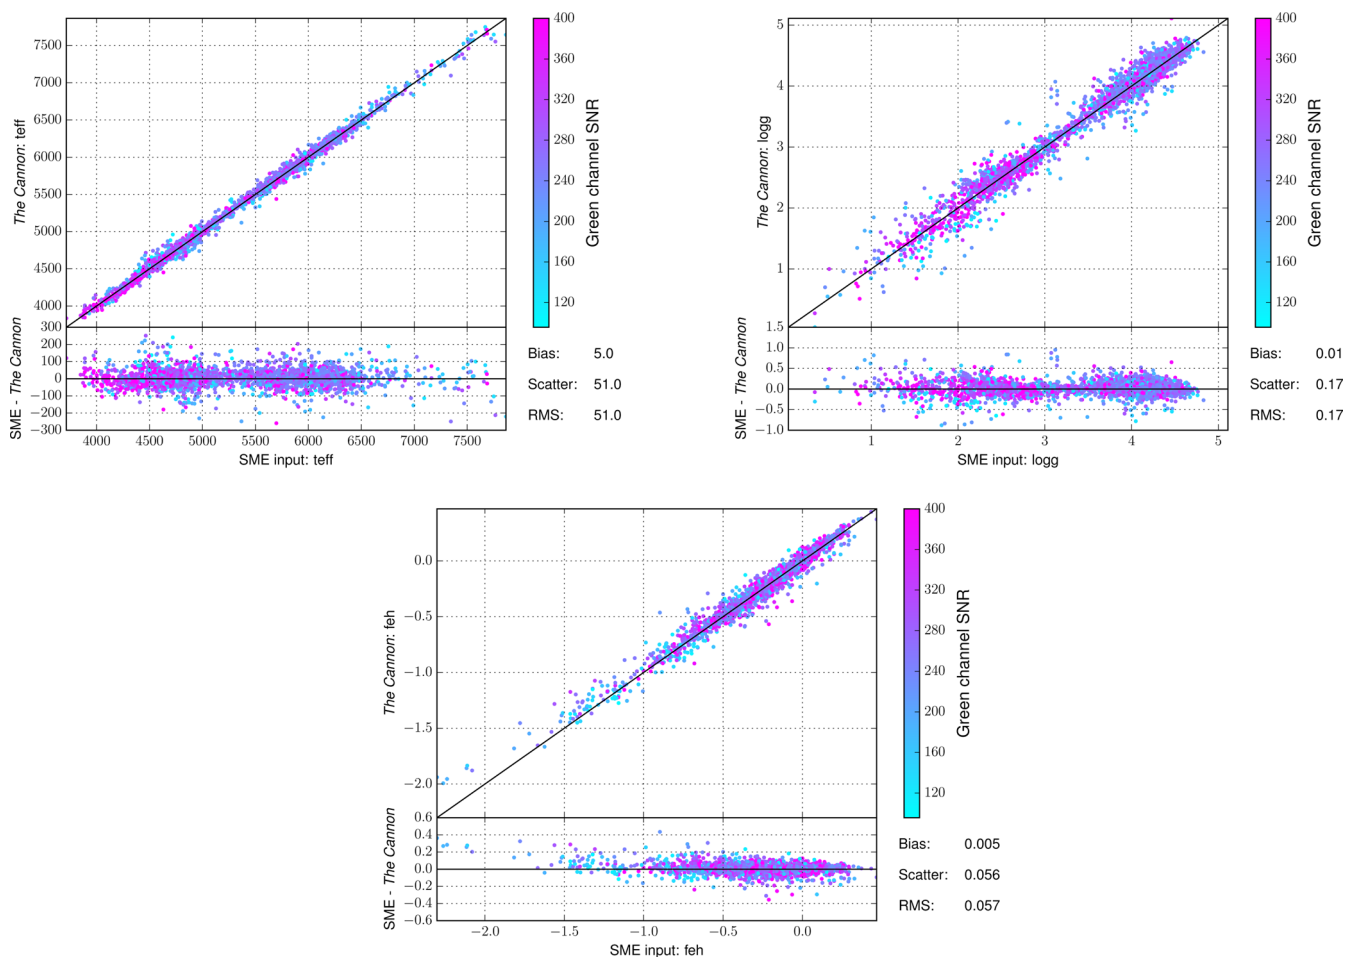 7500
7000
6500
6000
5500
5000
4500
4000
The Cannon: teff
300
200
100
0
−100
−200
−300
SME - The Cannon
4000 4500 5000 5500 6000 6500 7000 7500
SME input: teff
400
360
320
280
240
200
160
120
Green channel SNR
Bias: 5.0
Scatter: 51.0
RMS: 51.0
5
4
3
2
1
The Cannon: logg
1.5
1.0
0.5
0.0
−0.5
−1.0
SME - The Cannon
1 2 3 4 5
SME input: logg
400
360
320
280
240
200
160
120
Green channel SNR
Bias: 0.01
Scatter: 0.17
RMS: 0.17
0.0
−0.5
−1.0
−1.5
−2.0
The Cannon: feh
0.6
0.4
0.2
0.0
−0.2
−0.4
−0.6
SME - The Cannon
−2.0 −1.5 −1.0 −0.5 0.0
SME input: feh
400
360
320
280
240
200
160
120
Green channel SNR
Bias: 0.005
Scatter: 0.056
RMS: 0.057